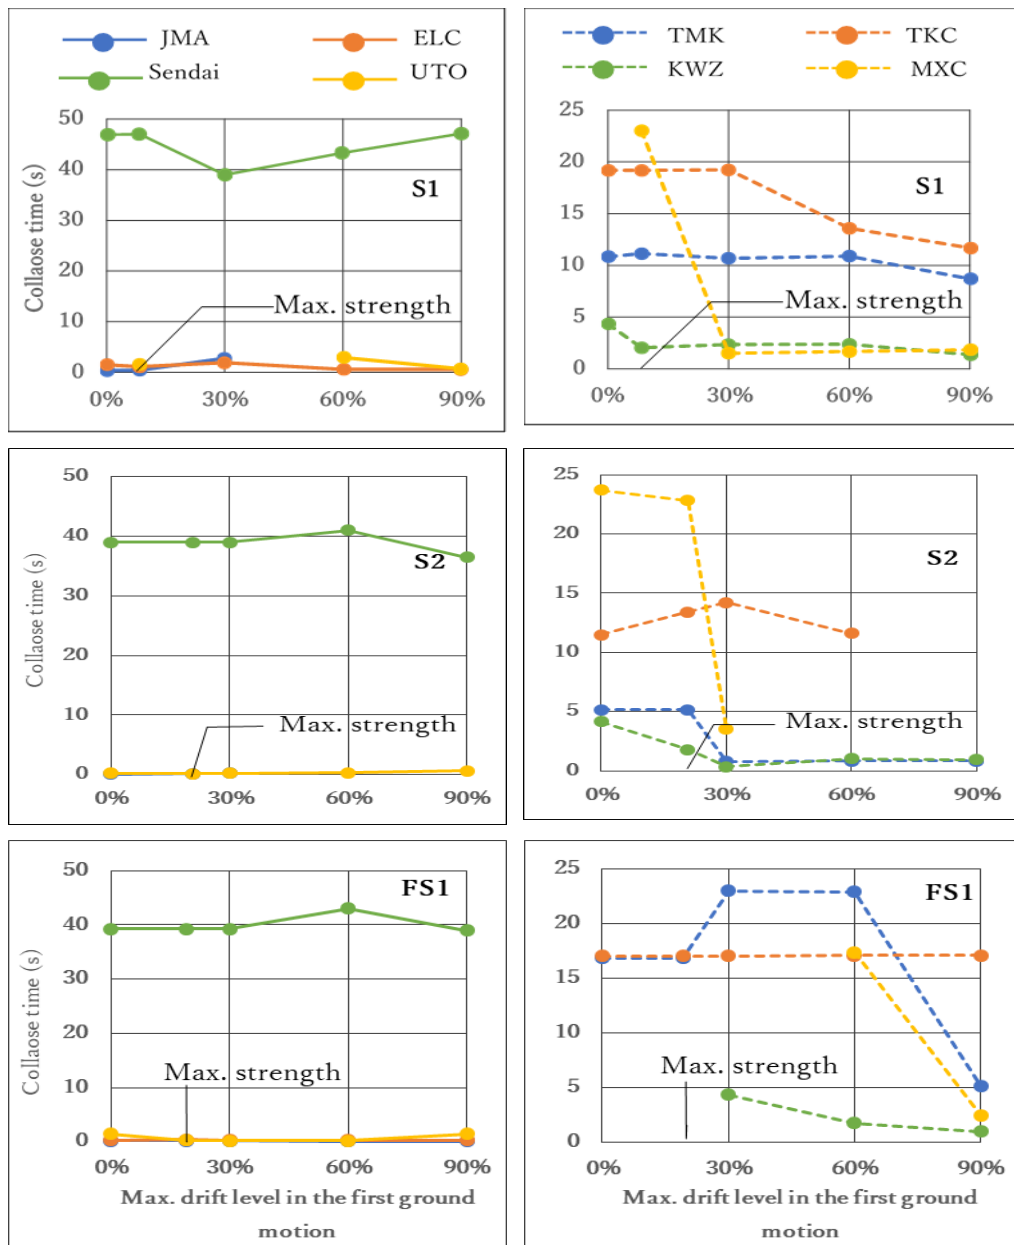 JMA
ELC
Sendai
UTO
50
40
30
20
10
0
Collaose time (s)
S1
Max. strength
0%
30%
60%
90%
TMK
TKC
KWZ
MXC
25
20
15
10
5
0
S1
Max. strength
0%
30%
60%
90%
50
40
30
20
10
0
Collaose time (s)
S2
Max. strength
0%
30%
60%
90%
25
20
15
10
5
0
S2
Max. strength
0%
30%
60%
90%
50
40
30
20
10
0
Collaose time (s)
FS1
Max. strength
0%
30%
60%
90%
Max. drift level in the first ground
motion
25
20
15
10
5
0
FS1
Max. strength
0%
30%
60%
90%
Max. drift level in the first ground
motion